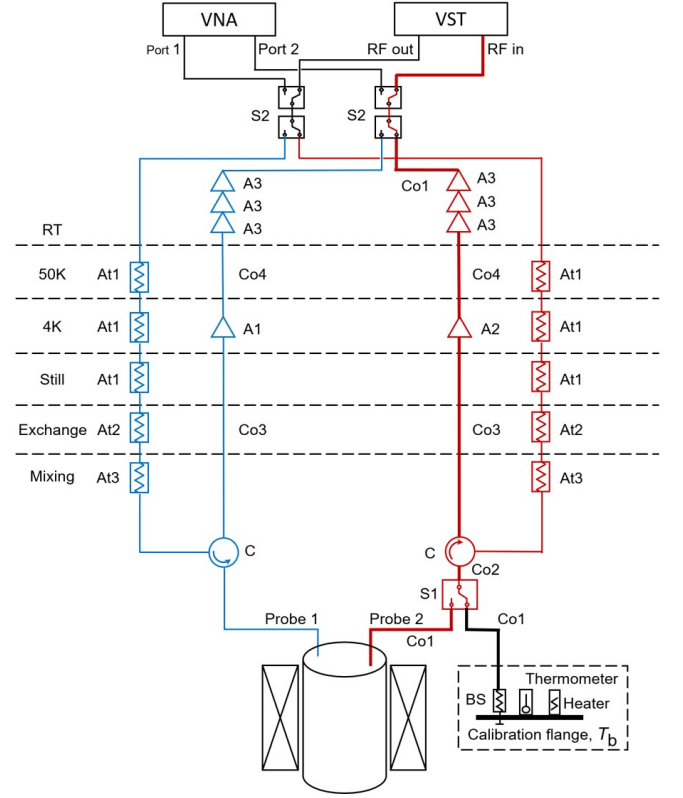 VNA VST
Port 1 Port 2 RF out RF in
S2 S2
A3 Co1 A3
A3 A3
A3 A3
RT
50K At1 Co4 Co4 At1
4K At1 A1 A2 At1
Still At1 At1
Exchange At2 Co3 Co3 At2
Mixing At3 At3
C C
Co2
S1
Probe 1 Probe 2 Co1
Co1
Thermometer
BS Heater
Calibration flange, Tb